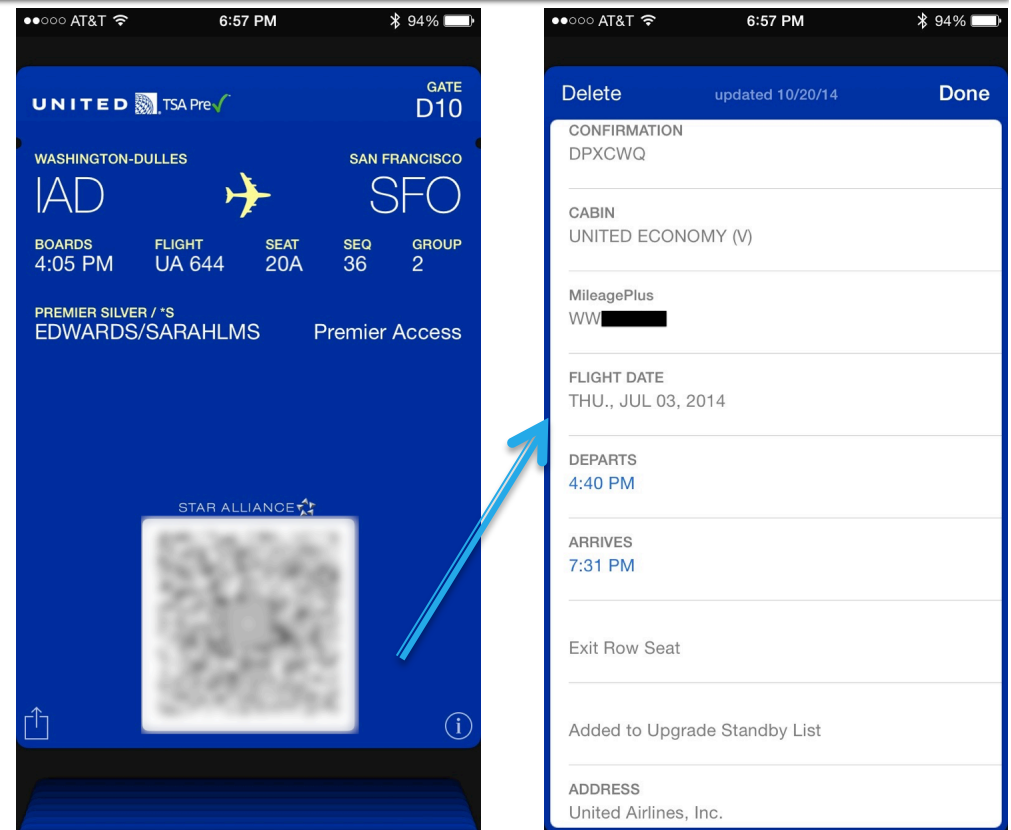 AT&T 6:57 PM 94%
UNITED TSA Pre
GATE
D10
WASHINGTON-DULLES SAN FRANCISCO
IAD SFO
BOARDS FLIGHT SEAT SEQ GROUP
4:05 PM UA 644 20A 36 2
PREMIER SILVER / *S
EDWARDS/SARAHLMS Premier Access
STAR ALLIANCE
AT&T 6:57 PM 94%
Delete updated 10/20/14 Done
CONFIRMATION
DPXCWQ
CABIN
UNITED ECONOMY (V)
MileagePlus
WW
FLIGHT DATE
THU., JUL 03, 2014
DEPARTS
4:40 PM
ARRIVES
7:31 PM
Exit Row Seat
Added to Upgrade Standby List
ADDRESS
United Airlines, Inc.